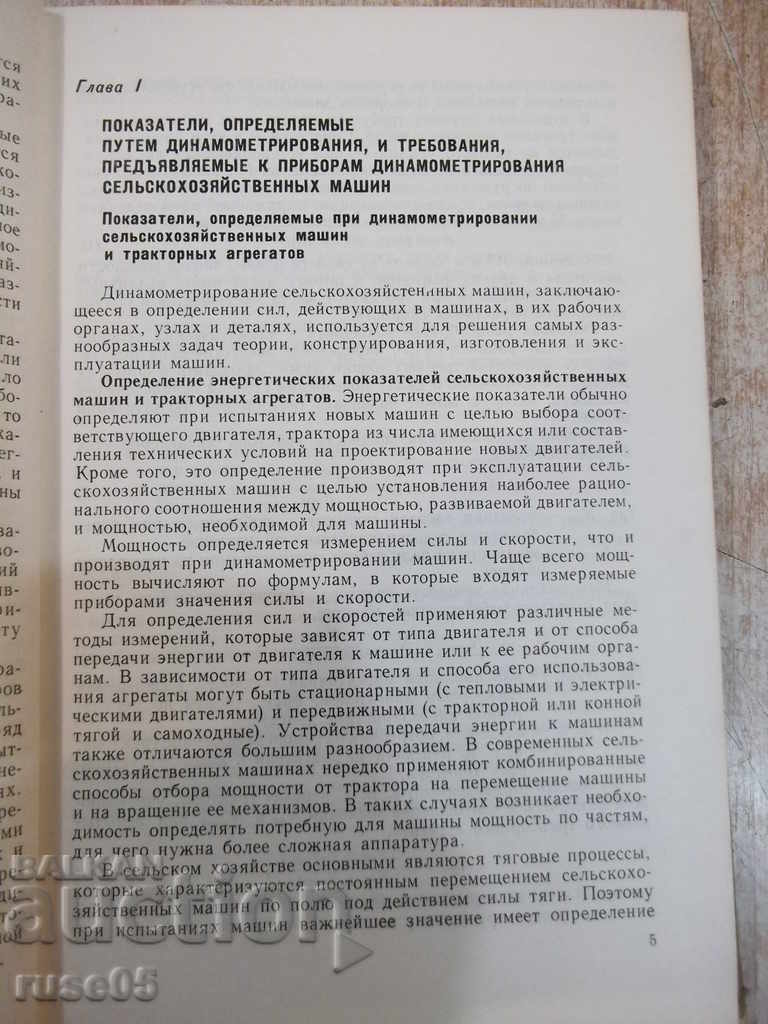 Глава I
ПОКАЗАТЕЛИ, ОПРЕДЕЛЯЕМЫЕ
ПУТЕМ ДИНАМОМЕТРИРОВАНИЯ, И ТРЕБОВАНИЯ,
ПРЕДЪЯВЛЯЕМЫЕ К ПРИБОРАМ ДИНАМОМЕТРИРОВАНИЯ
СЕЛЬСКОХОЗЯЙСТВЕННЫХ МАШИН
Показатели, определяемые при динамометрировании
сельскохозяйственных машин
и тракторных агрегатов
Динамометрирование сельскохозяйстенных машин, заключаю-
щееся в определении сил, действующих в машинах, в их рабочих
органах, узлах и деталях, используется для решения самых раз-
нообразных задач теории, конструирования, изготовления и экс-
плуатации машин.
Определение энергетических показателей сельскохозяйственных
машин и тракторных агрегатов. Энергетические показатели обычно
определяют при испытаниях новых машин с целью выбора соот-
ветствующего двигателя, трактора из числа имеющихся или состав-
ления технических условий на проектирование новых двигателей.
Кроме того, это определение производят при эксплуатации сель-
скохозяйственных машин с целью установления наиболее рацио-
нального соотношения между мощностью, развиваемой двигателем,
и мощностью, необходимой для машины.
Мощность определяется измерением силы и скорости, что и
производят при динамометрировании машин. Чаще всего мощ-
ность вычисляют по формулам, в которые входят измеряемые
приборами значения силы и скорости.
Для определения сил и скоростей применяют различные ме-
тоды измерений, которые зависят от типа двигателя и от способа
передачи энергии от двигателя к машине или к ее рабочим орга-
нам. В зависимости от типа двигателя и способа его использова-
ния агрегаты могут быть стационарными (с тепловыми и электри-
ческими двигателями) и передвижными (с тракторной или конной
тягой и самоходные). Устройства передачи энергии к машинам
также отличаются большим разнообразием. В современных сель-
скохозяйственных машинах нередко применяют комбинированные
способы отбора мощности от трактора на перемещение машины
и на вращение ее механизмов. В таких случаях возникает необхо-
димость определять потребную для машины мощность по частям,
для чего нужна более сложная аппаратура.
В сельском хозяйстве основными являются тяговые процессы,
которые характеризуются постоянным перемещением сельскохо-
зяйственных машин по полю под действием силы тяги. Поэтому
при испытаниях машин важнейшее значение имеет определение
5
БАЛКАН
auction
ruse05